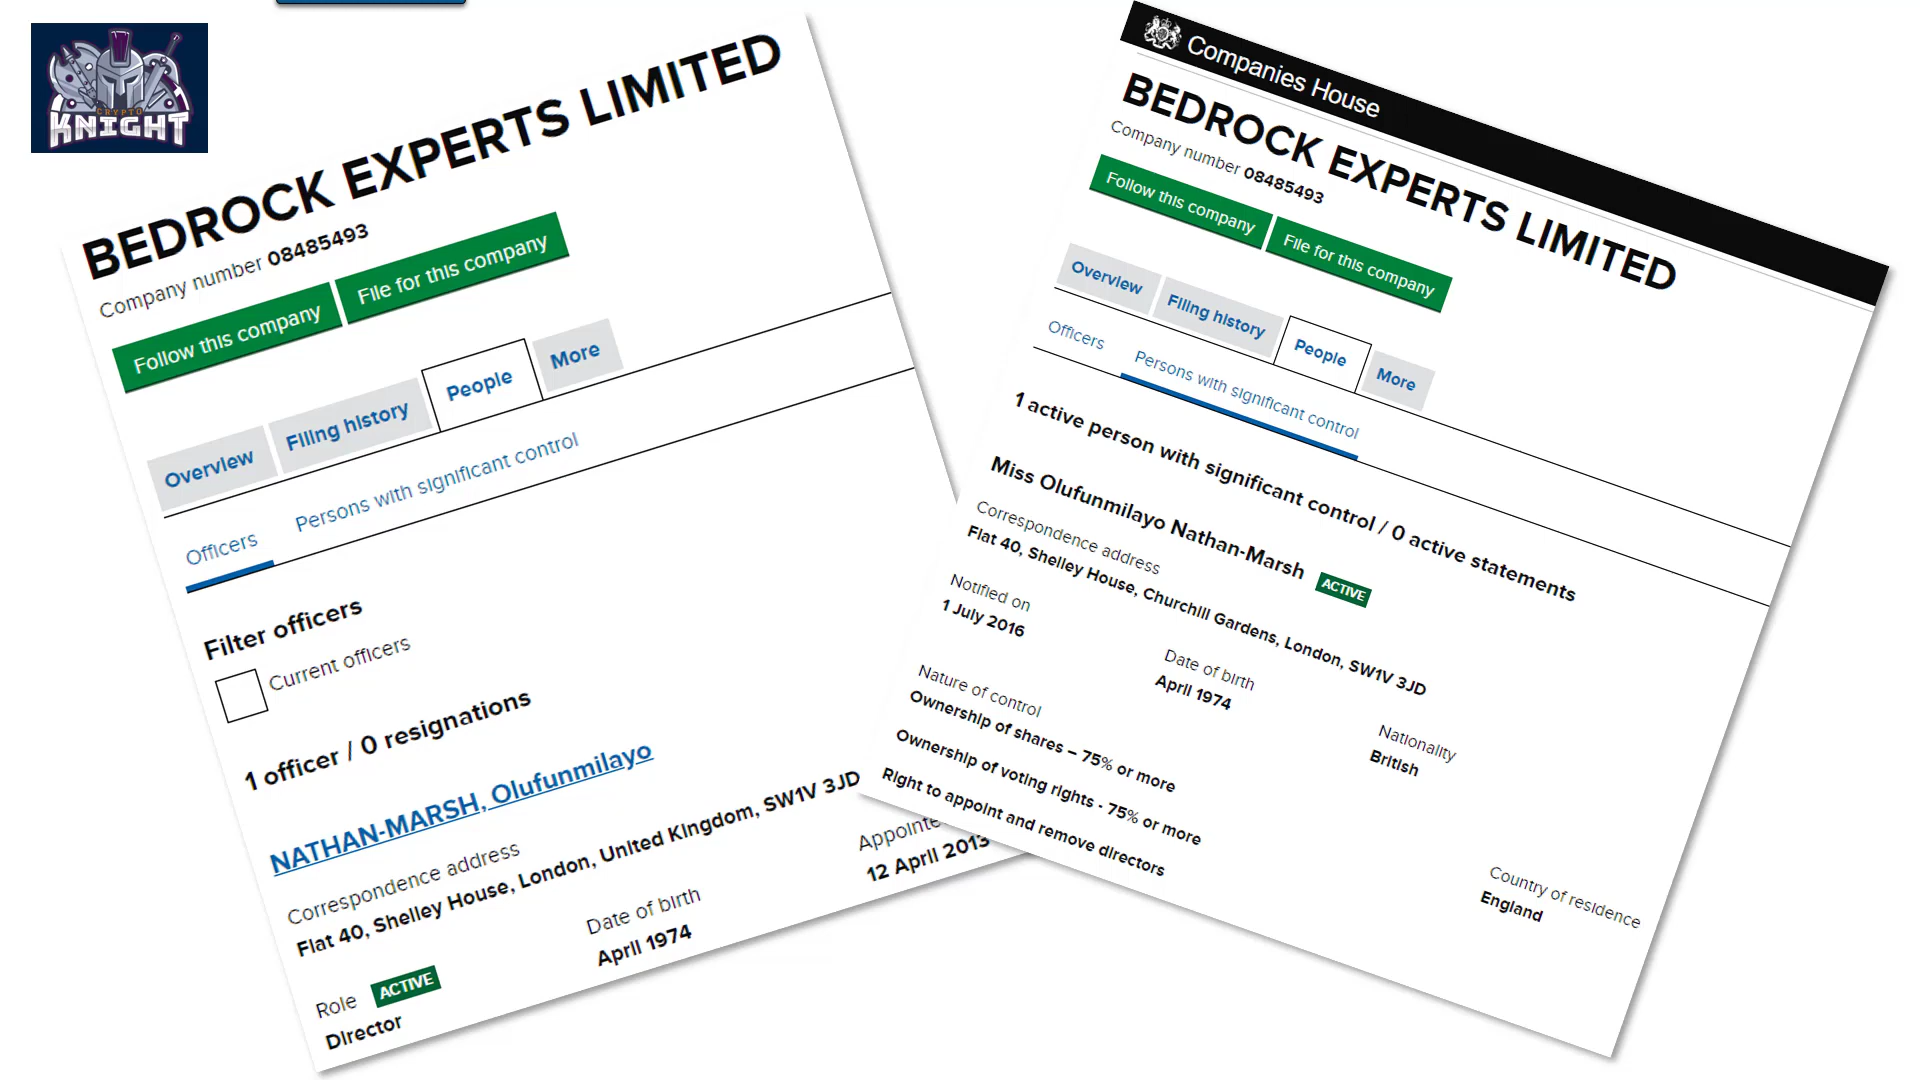 CRYPTO
KNIGHT
BEDROCK EXPERTS LIMITED
Company number 08485493
Follow this company
File for this company
Overview
Filing history
People
More
Officers
Persons with significant control
Filter officers
Current officers
1 officer / 0 resignations
NATHAN-MARSH, Olufunmilayo
Correspondence address
Flat 40, Shelley House, London, United Kingdom, SW1V 3JD
Role ACTIVE
Director
Date of birth
April 1974
Appointe
12 April 2013
Companies House
BEDROCK EXPERTS LIMITED
Company number 08485493
Follow this company
File for this company
Overview
Filing history
People
More
Officers
Persons with significant control
1 active person with significant control / 0 active statements
Miss Olufunmilayo Nathan-Marsh ACTIVE
Correspondence address
Flat 40, Shelley House, Churchill Gardens, London, SW1V 3JD
Notified on
1 July 2016
Date of birth
April 1974
Nationality
British
Nature of control
Ownership of shares – 75% or more
Ownership of voting rights - 75% or more
Right to appoint and remove directors
Country of residence
England